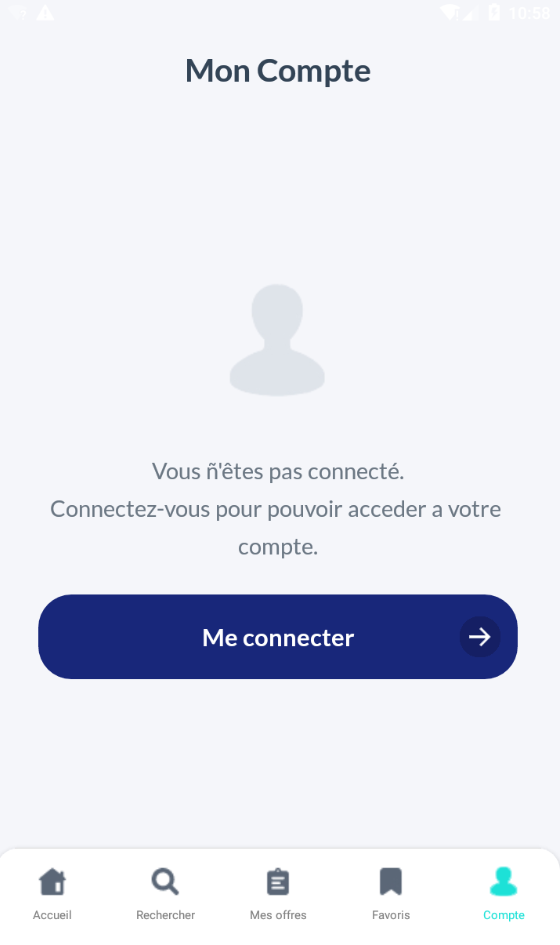 10:58
Mon Compte
Vous ñ'êtes pas connecté.
Connectez-vous pour pouvoir acceder a votre
compte.
Me connecter
Accueil
Rechercher
Mes offres
Favoris
Compte